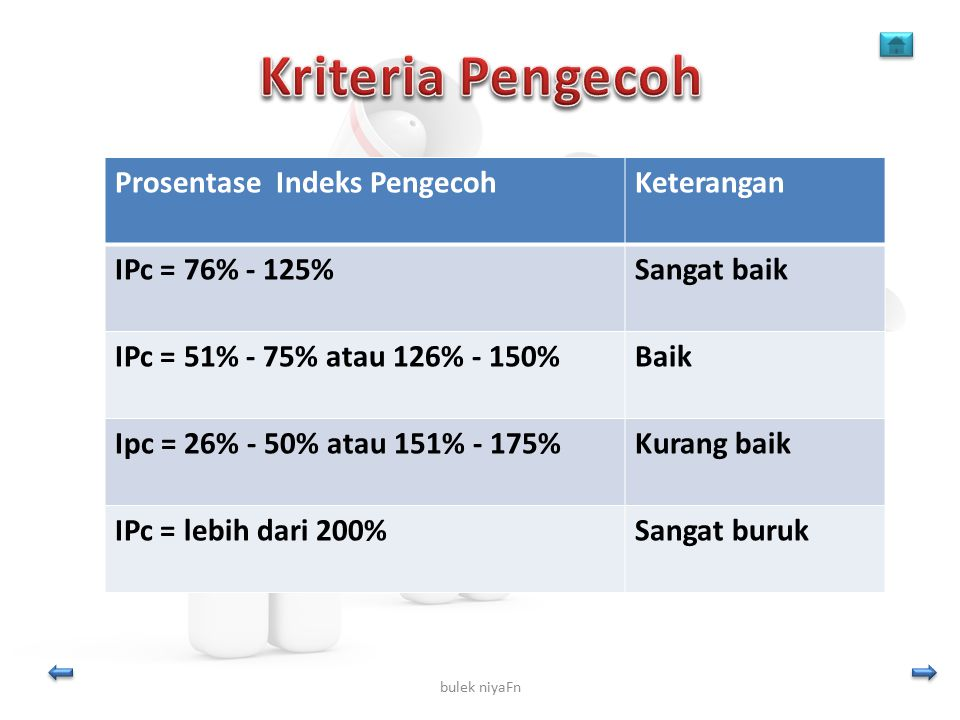 Kriteria Pengecoh
Prosentase Indeks Pengecoh Keterangan
IPc = 76% - 125% Sangat baik
IPc = 51% - 75% atau 126% - 150% Baik
Ipc = 26% - 50% atau 151% - 175% Kurang baik
IPc = lebih dari 200% Sangat buruk
bulek niyaFn